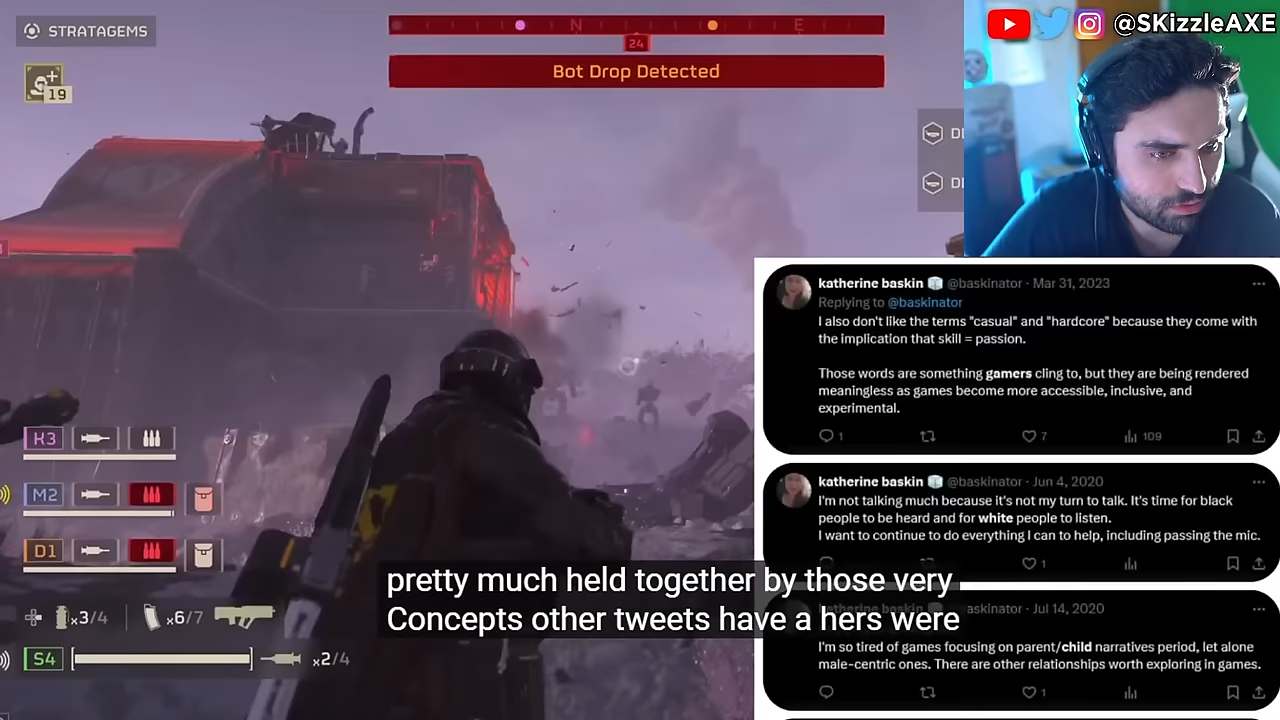 STRATAGEMS
19
N
E
24
Bot Drop Detected
@SKizzleAXE
K3
M2
D1
x3/4
x6/7
S4
x2/4
katherine baskin @baskinator · Mar 31, 2023
Replying to @baskinator
I also don't like the terms "casual" and "hardcore" because they come with
the implication that skill = passion.
Those words are something gamers cling to, but they are being rendered
meaningless as games become more accessible, inclusive, and
experimental.
1
7
109
katherine baskin @baskinator · Jun 4, 2020
I'm not talking much because it's not my turn to talk. It's time for black
people to be heard and for white people to listen.
I want to continue to do everything I can to help, including passing the mic.
1
katherine baskin askinator · Jul 14, 2020
I'm so tired of games focusing on parent/child narratives period, let alone
male-centric ones. There are other relationships worth exploring in games.
1
pretty much held together by those very
Concepts other tweets have a hers were